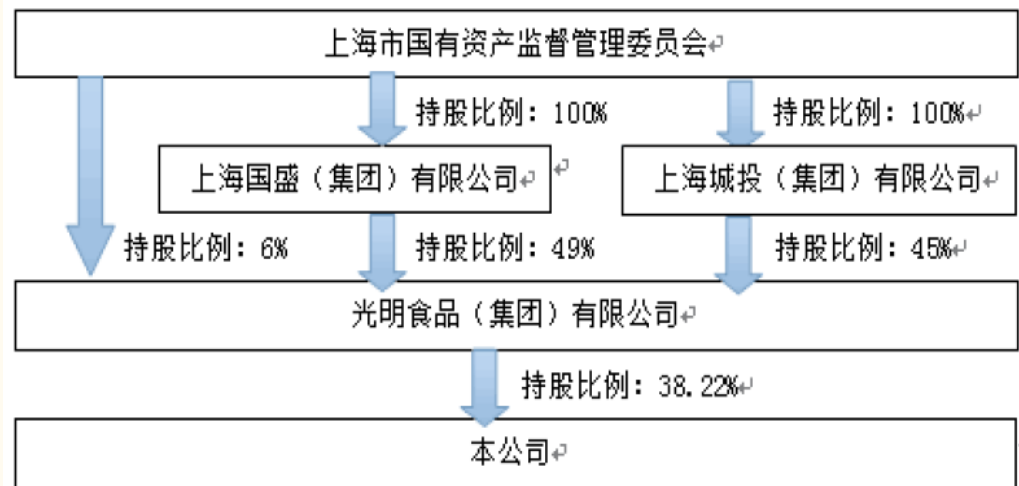 上海市国有资产监督管理委员会
持股比例：100%
持股比例：100%
上海国盛（集团）有限公司
上海城投（集团）有限公司
持股比例：6%
持股比例：49%
持股比例：45%
光明食品（集团）有限公司
持股比例：38.22%
本公司